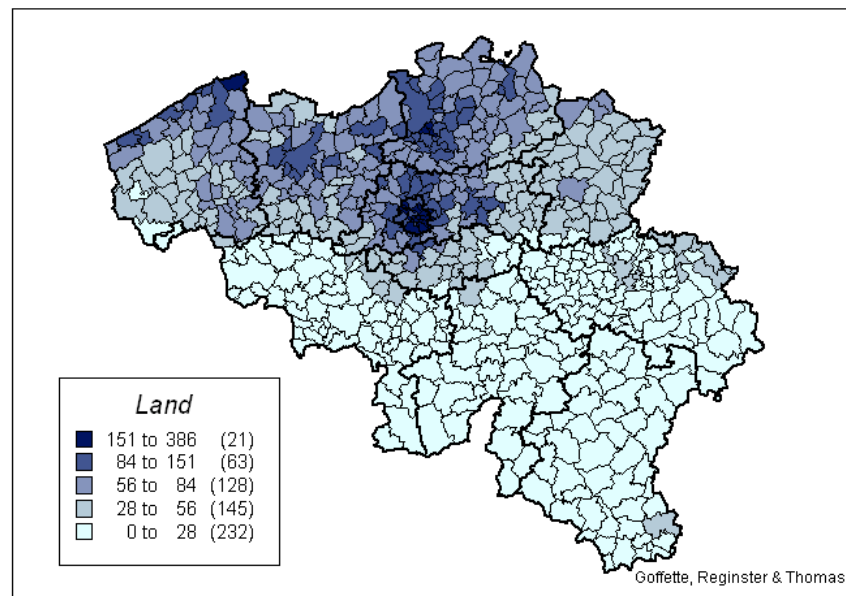 Land
151 to 386 (21)
84 to 151 (63)
56 to 84 (128)
28 to 56 (145)
0 to 28 (232)
Goffette, Reginster & Thomas